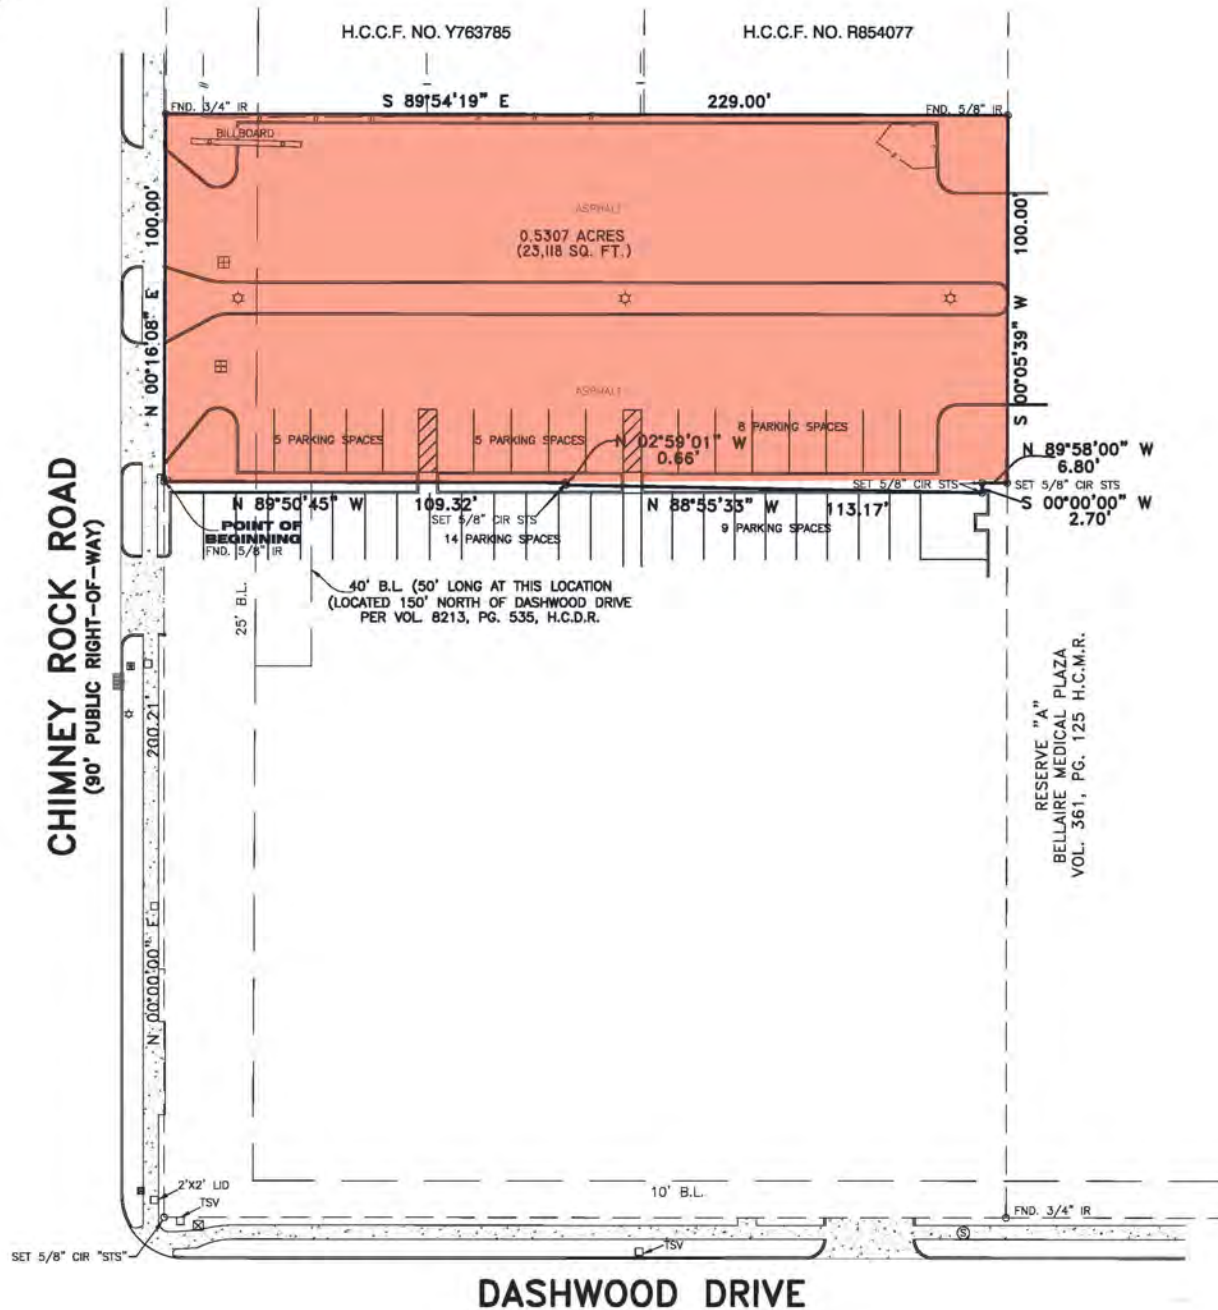 H.C.C.F. NO. Y763785
H.C.C.F. NO. R854077
S 89°54'19" E
229.00'
FND. 3/4" IR
FND. 5/8" IR
BILLBOARD
ASPHALT
0.5307 ACRES
(23,118 SQ. FT.)
N 00°16'08" E
100.00'
S 00°05'39" W
100.00'
ASPHALT
5 PARKING SPACES
5 PARKING SPACES
8 PARKING SPACES
N 02°59'01" W
0.66'
N 89°58'00" W
6.80'
SET 5/8" CIR STS
SET 5/8" CIR STS
S 00°00'00" W
2.70'
N 89°50'45" W
109.32'
N 88°55'33" W
113.17'
SET 5/8" CIR STS
POINT OF
BEGINNING
FND. 5/8" IR
14 PARKING SPACES
9 PARKING SPACES
40' B.L. (50' LONG AT THIS LOCATION
(LOCATED 150' NORTH OF DASHWOOD DRIVE
PER VOL. 8213, PG. 535, H.C.D.R.
25' B.L.
CHIMNEY ROCK ROAD
(90' PUBLIC RIGHT-OF-WAY)
200.21'
N 00°00'00" E
RESERVE "A"
BELLAIRE MEDICAL PLAZA
VOL. 361, PG. 125 H.C.M.R.
2'X2' LID
TSV
10' B.L.
FND. 3/4" IR
S
SET 5/8" CIR "STS"
TSV
DASHWOOD DRIVE